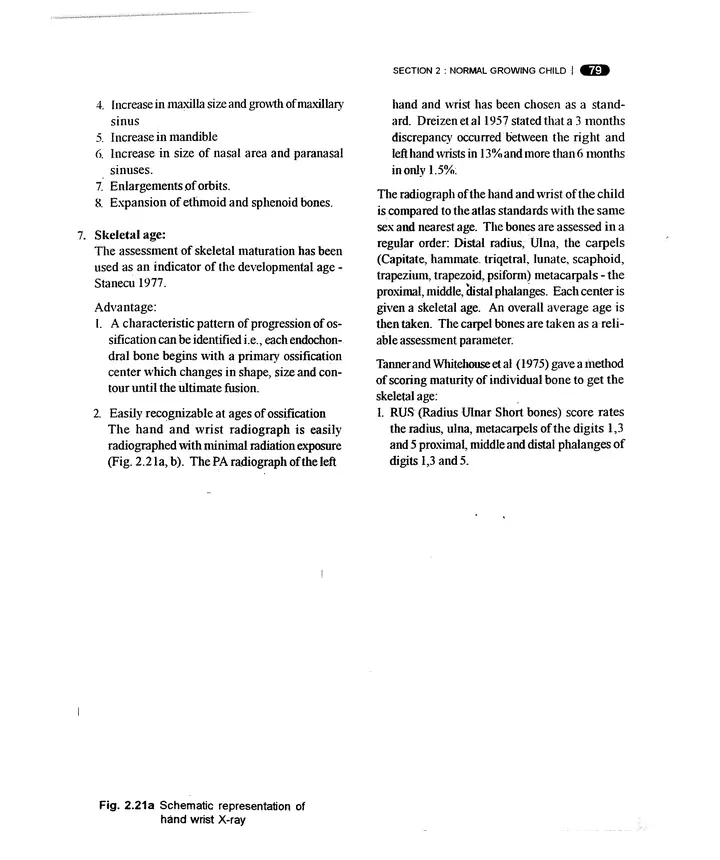 SECTION 2 : NORMAL GROWING CHILD | 79
4. Increase in maxilla size and growth of maxillary
sinus
5. Increase in mandible
6. Increase in size of nasal area and paranasal
sinuses.
7. Enlargements of orbits.
8. Expansion of ethmoid and sphenoid bones.
7. Skeletal age:
The assessment of skeletal maturation has been
used as an indicator of the developmental age -
Stanecu 1977.
Advantage:
1. A characteristic pattern of progression of os-
sification can be identified i.e., each endochon-
dral bone begins with a primary ossification
center which changes in shape, size and con-
tour until the ultimate fusion.
2. Easily recognizable at ages of ossification
The hand and wrist radiograph is easily
radiographed with minimal radiation exposure
(Fig. 2.21a, b). The PA radiograph of the left
hand and wrist has been chosen as a stand-
ard. Dreizen et al 1957 stated that a 3 months
discrepancy occurred between the right and
left hand wrists in 13% and more than 6 months
in only 1.5%.
The radiograph of the hand and wrist of the child
is compared to the atlas standards with the same
sex and nearest age. The bones are assessed in a
regular order: Distal radius, Ulna, the carpels
(Capitate, hammate. triqetral, lunate, scaphoid,
trapezium, trapezoid, psiform) metacarpals - the
proximal, middle, distal phalanges. Each center is
given a skeletal age. An overall average age is
then taken. The carpel bones are taken as a reli-
able assessment parameter.
Tanner and Whitehouse et al (1975) gave a method
of scoring maturity of individual bone to get the
skeletal age:
1. RUS (Radius Ulnar Short bones) score rates
the radius, ulna, metacarpels of the digits 1,3
and 5 proximal, middle and distal phalanges of
digits 1,3 and 5.
Fig. 2.21a Schematic representation of
hand wrist X-ray